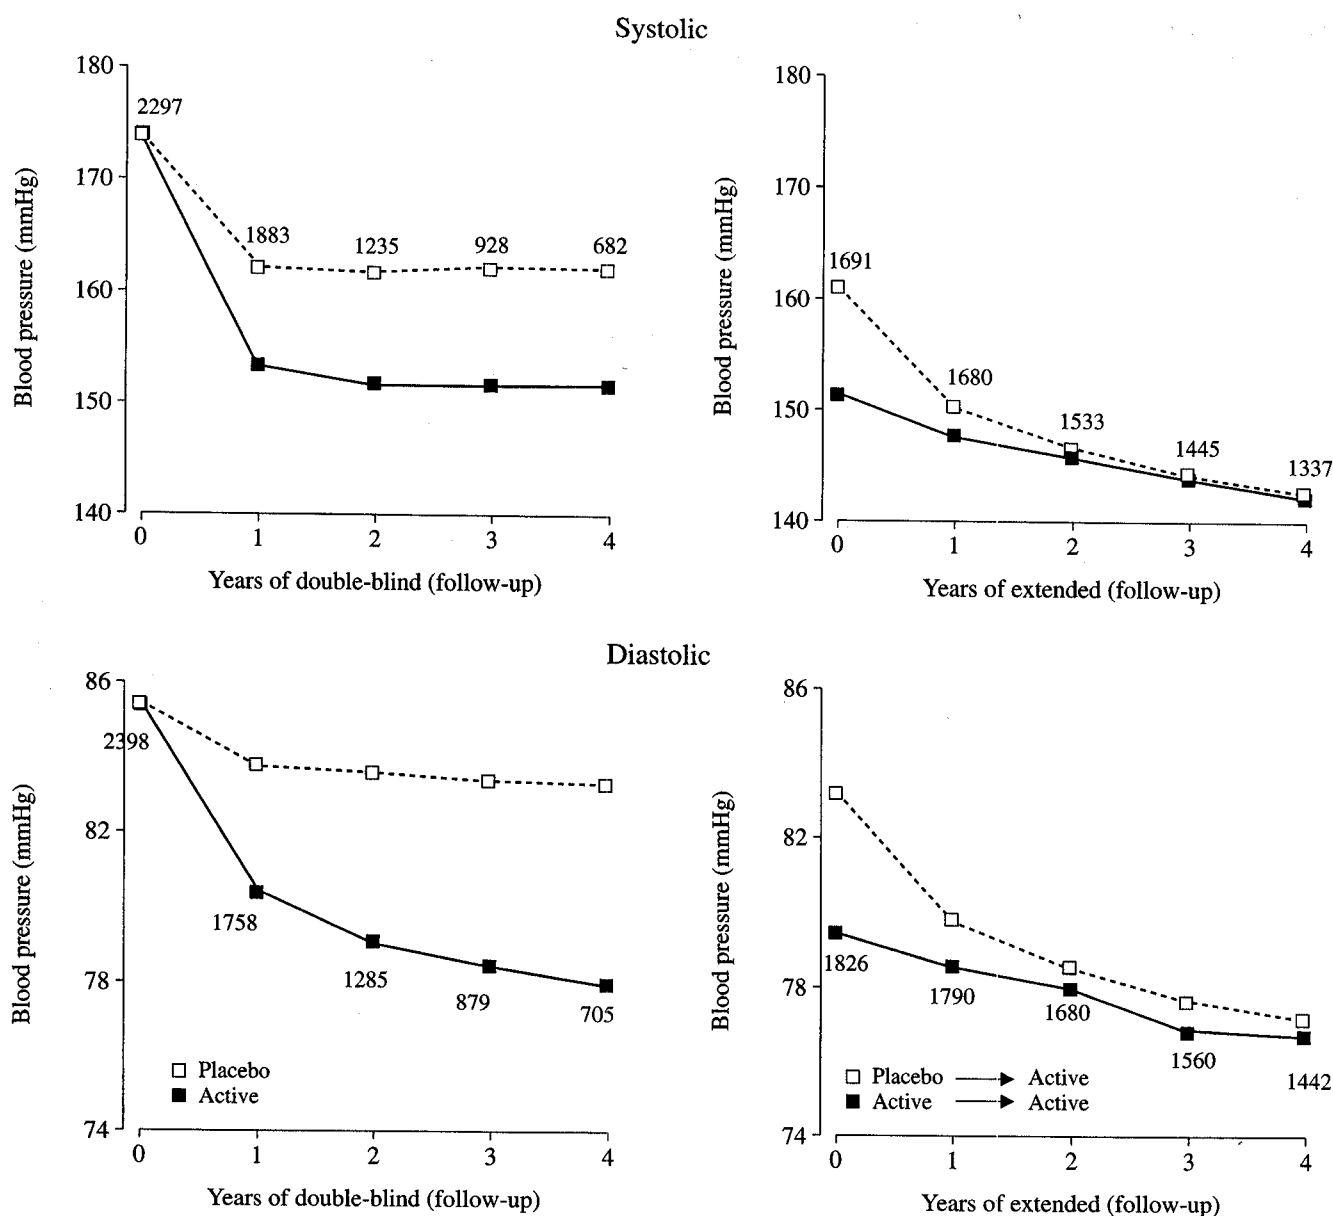 Systolic
Blood pressure (mmHg)
180
170
160
150
140
2297
1883
1235
928
682
0 1 2 3 4
Years of double-blind (follow-up)
Blood pressure (mmHg)
180
170
160
150
140
1691
1680
1533
1445
1337
0 1 2 3 4
Years of extended (follow-up)
Diastolic
Blood pressure (mmHg)
86
82
78
74
2398
1758
1285
879
705
Placebo
Active
0 1 2 3 4
Years of double-blind (follow-up)
Blood pressure (mmHg)
86
82
78
74
1826
1790
1680
1560
1442
Placebo Active
Active Active
0 1 2 3 4
Years of extended (follow-up)